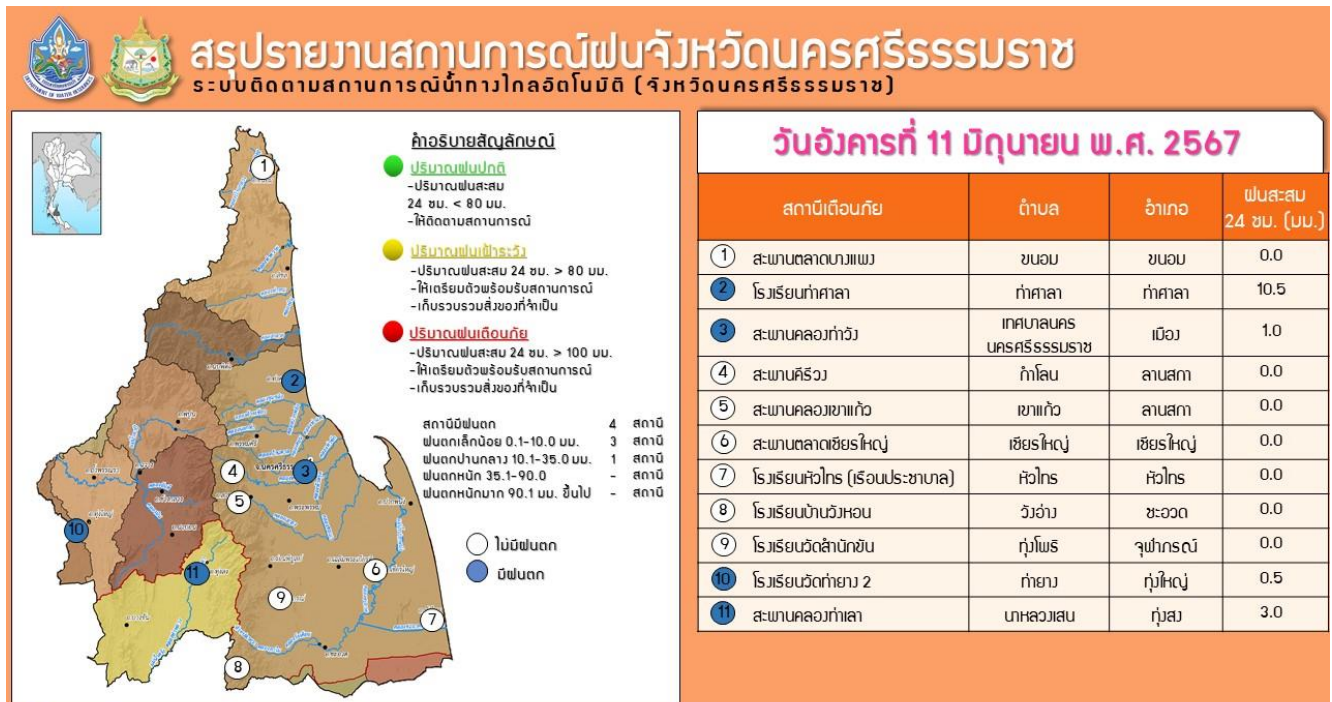 สรุปรายงานสถานการณ์ฝนจังหวัดนครศรีธรรมราช
ระบบติดตามสถานการณ์น้ำทางไกลอัตโนมัติ (จังหวัดนครศรีธรรมราช)
คำอธิบายสัญลักษณ์
ปริมาณฝนปกติ
-ปริมาณฝนสะสม
24 ชม. < 80 มม.
-ให้ติดตามสถานการณ์
ปริมาณฝนเฝ้าระวัง
-ปริมาณฝนสะสม 24 ชม. > 80 มม.
-ให้เตรียมตัวพร้อมรับสถานการณ์
-เก็บรวบรวมสิ่งของที่จำเป็น
ปริมาณฝนเตือนภัย
-ปริมาณฝนสะสม 24 ชม. > 100 มม.
-ให้เตรียมตัวพร้อมรับสถานการณ์
-เก็บรวบรวมสิ่งของที่จำเป็น
สถานีมีฝนตก 4 สถานี
ฝนตกเล็กน้อย 0.1-10.0 มม. 3 สถานี
ฝนตกปานกลาง 10.1-35.0 มม. 1 สถานี
ฝนตกหนัก 35.1-90.0 - สถานี
ฝนตกหนักมาก 90.1 มม. ขึ้นไป - สถานี
ไม่มีฝนตก
มีฝนตก
1
2
3
4
5
6
7
8
9
10
11
วันอังคารที่ 11 มิถุนายน พ.ศ. 2567
สถานีเตือนภัย ตำบล อำเภอ ฝนสะสม
24 ชม. (มม.)
1 สะพานตลาดบางแพง ขนอม ขนอม 0.0
2 โรงเรียนท่าศาลา ท่าศาลา ท่าศาลา 10.5
3 สะพานคลองท่าวัง เทศบาลนคร
นครศรีธรรมราช เมือง 1.0
4 สะพานคีรีวง กำโลน ลานสกา 0.0
5 สะพานคลองเขาแก้ว เขาแก้ว ลานสกา 0.0
6 สะพานตลาดเชียรใหญ่ เชียรใหญ่ เชียรใหญ่ 0.0
7 โรงเรียนหัวไทร (เรือนประชาบาล) หัวไทร หัวไทร 0.0
8 โรงเรียนบ้านวังหอน วังอ่าง ชะอวด 0.0
9 โรงเรียนวัดสำนักขัน ทุ่งโพธิ จุฬาภรณ์ 0.0
10 โรงเรียนวัดท่ายาง 2 ท่ายาง ทุ่งใหญ่ 0.5
11 สะพานคลองท่าเลา นาหลวงเสน ทุ่งสง 3.0